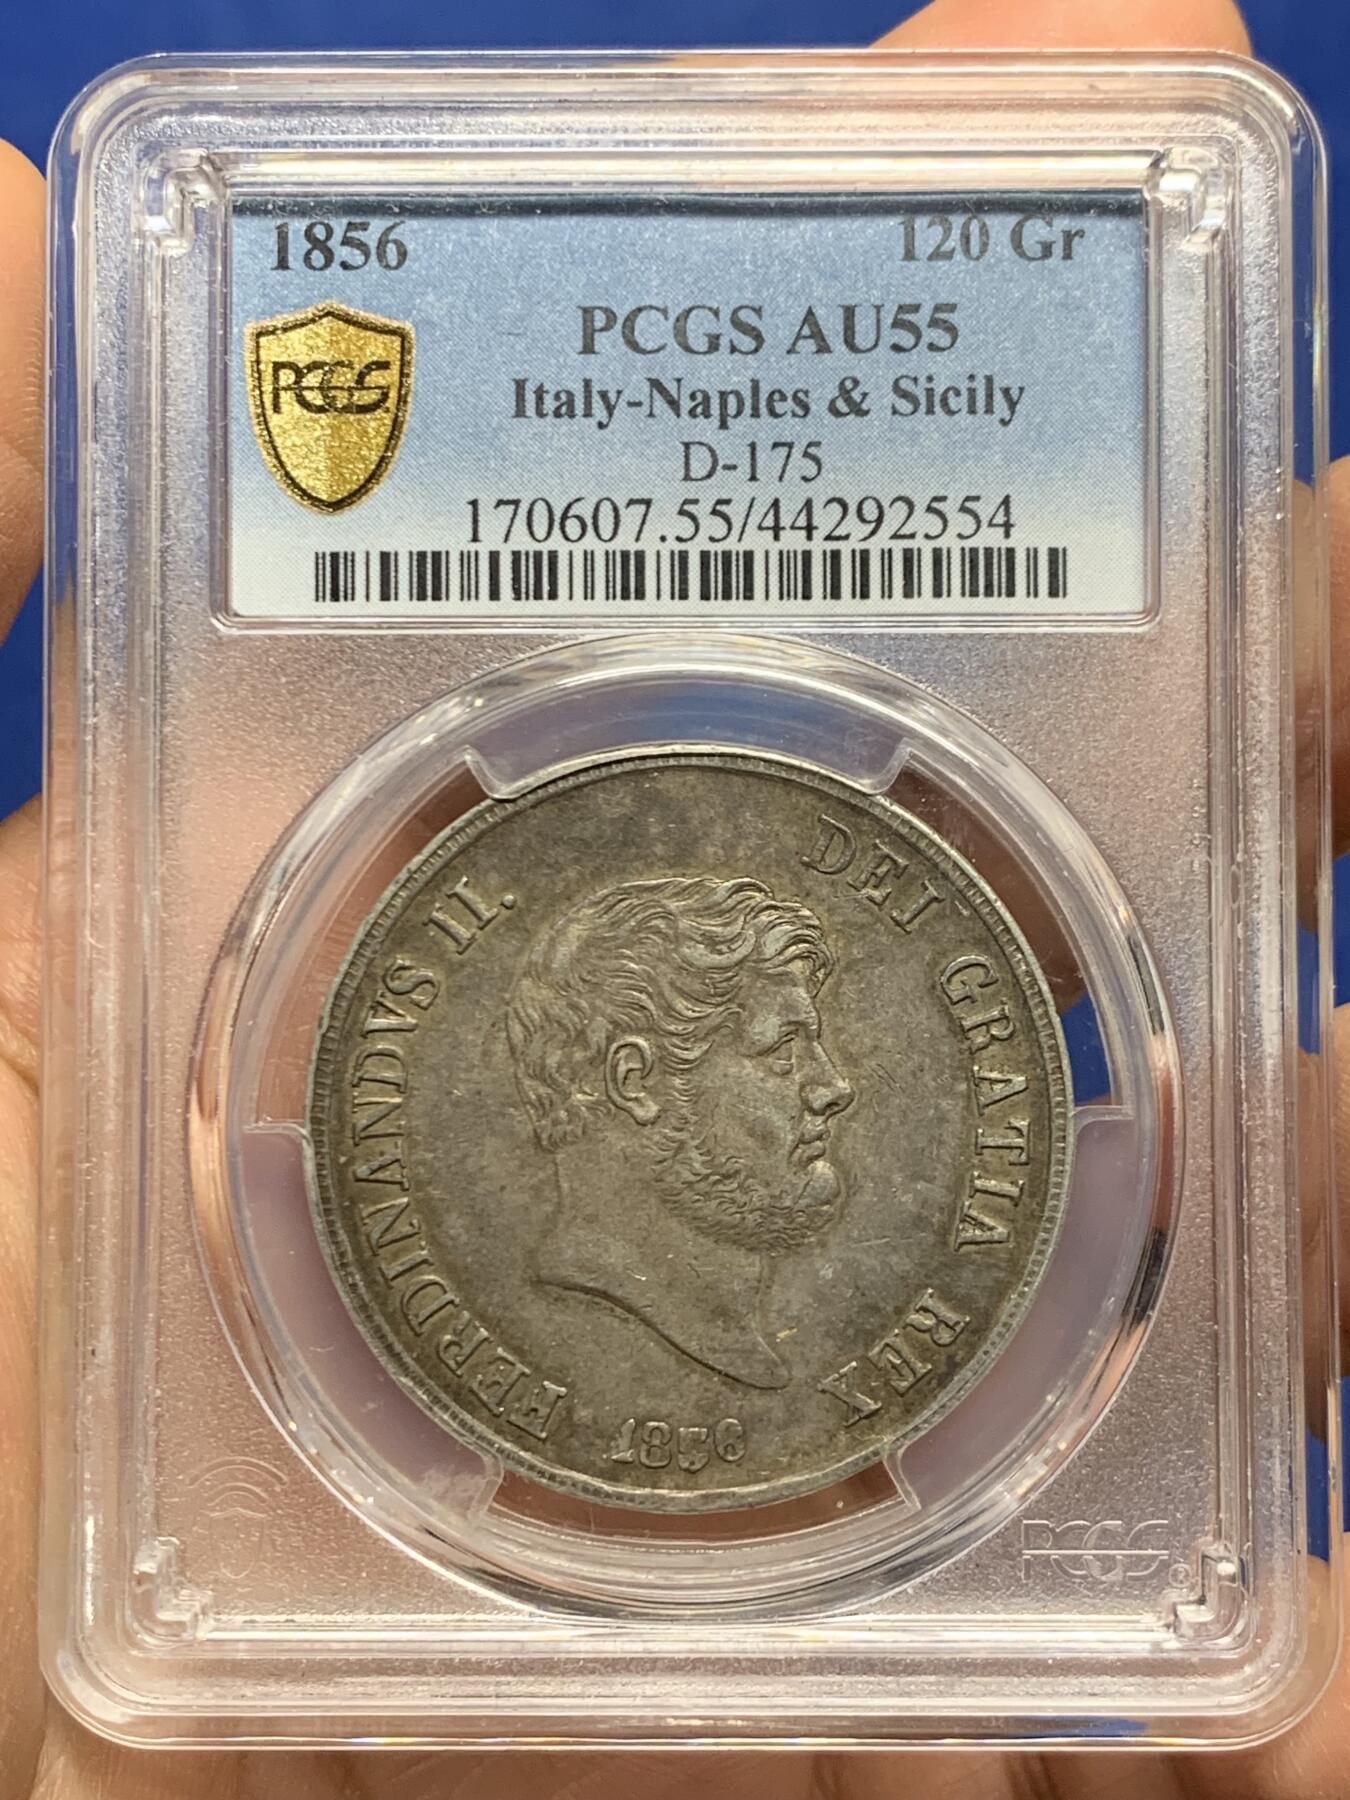 1856 120 Gr
PCGS AU55
PCGS
Italy-Naples & Sicily
D-175
170607.55/44292554
FERDINANDVS II. DEI GRATIA REX
1856
PCGS